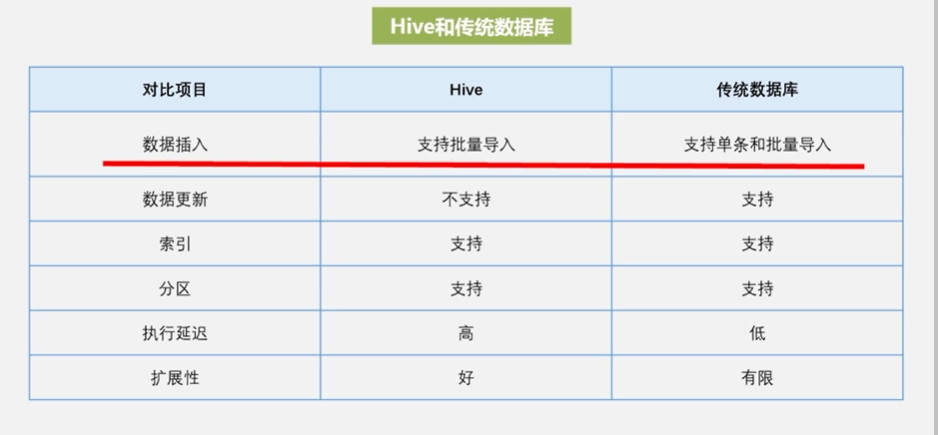 Hive和传统数据库
对比项目 Hive 传统数据库
数据插入 支持批量导入 支持单条和批量导入
数据更新 不支持 支持
索引 支持 支持
分区 支持 支持
执行延迟 高 低
扩展性 好 有限